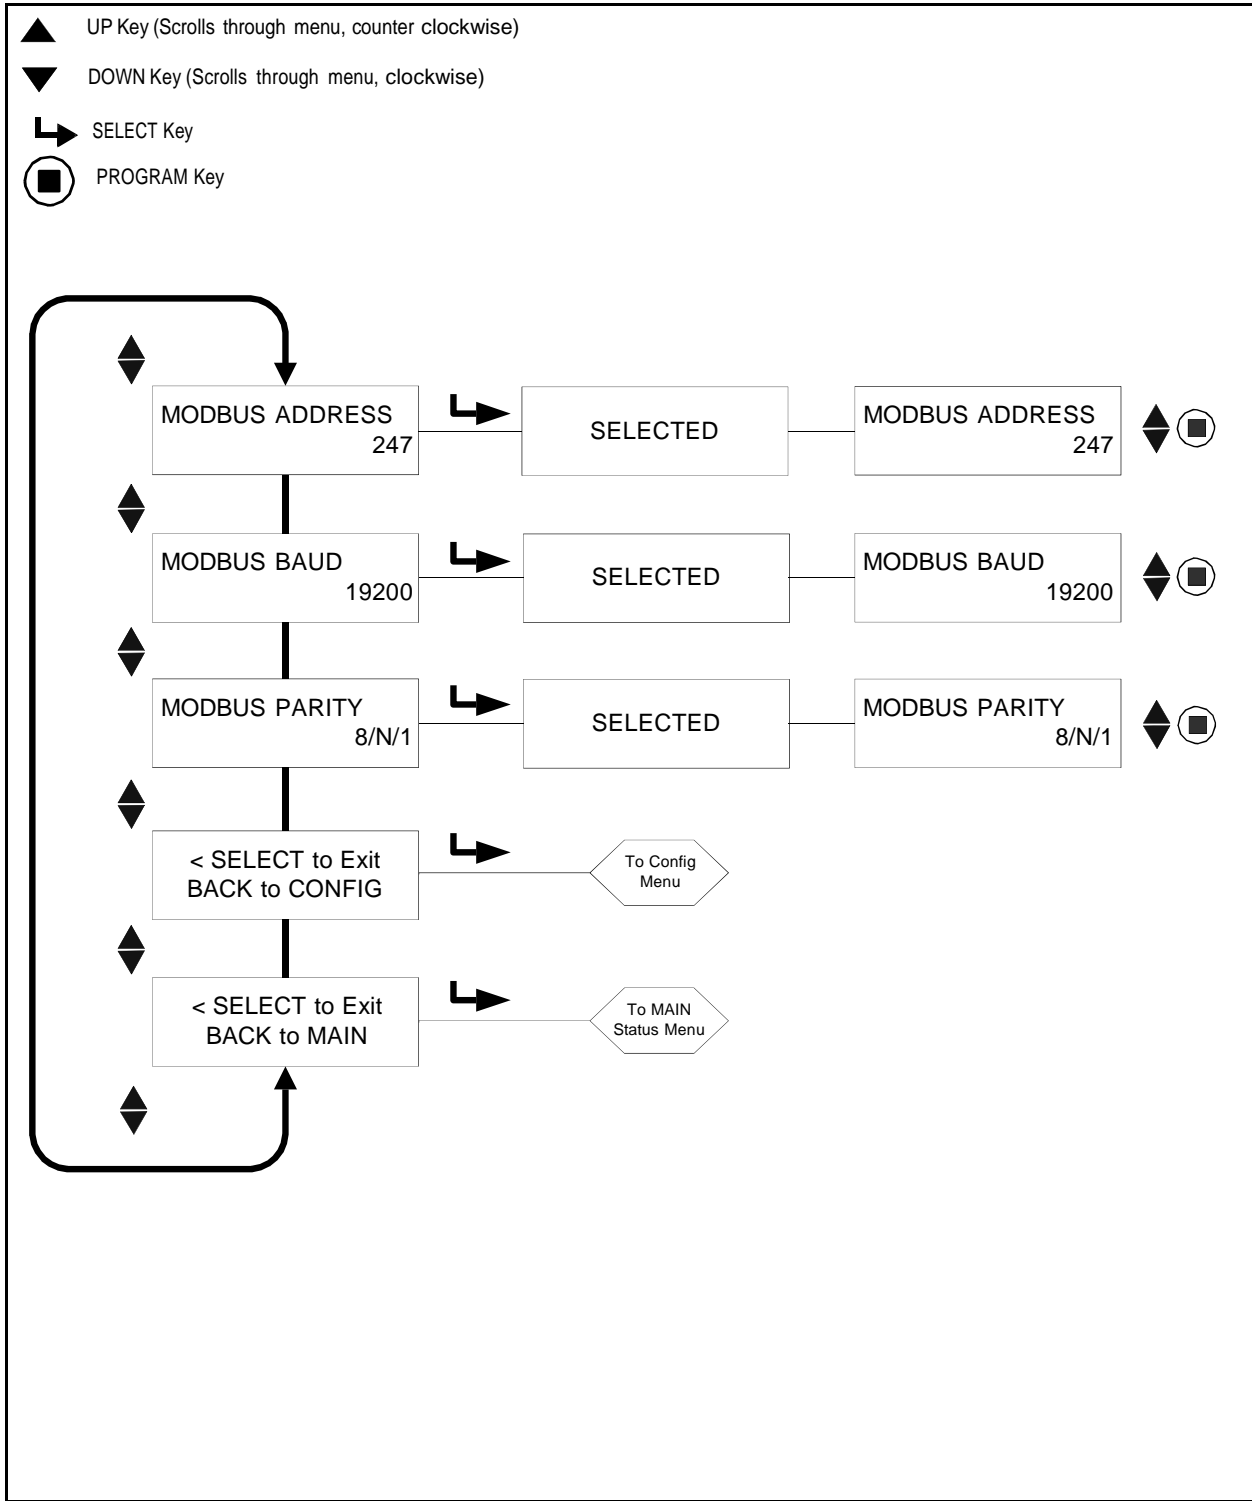 UP Key (Scrolls through menu, counter clockwise)
DOWN Key (Scrolls through menu, clockwise)
SELECT Key
PROGRAM Key
MODBUS ADDRESS
247
SELECTED
MODBUS ADDRESS
247
MODBUS BAUD
19200
SELECTED
MODBUS BAUD
19200
MODBUS PARITY
8/N/1
SELECTED
MODBUS PARITY
8/N/1
< SELECT to Exit
BACK to CONFIG
To Config
Menu
< SELECT to Exit
BACK to MAIN
To MAIN
Status Menu